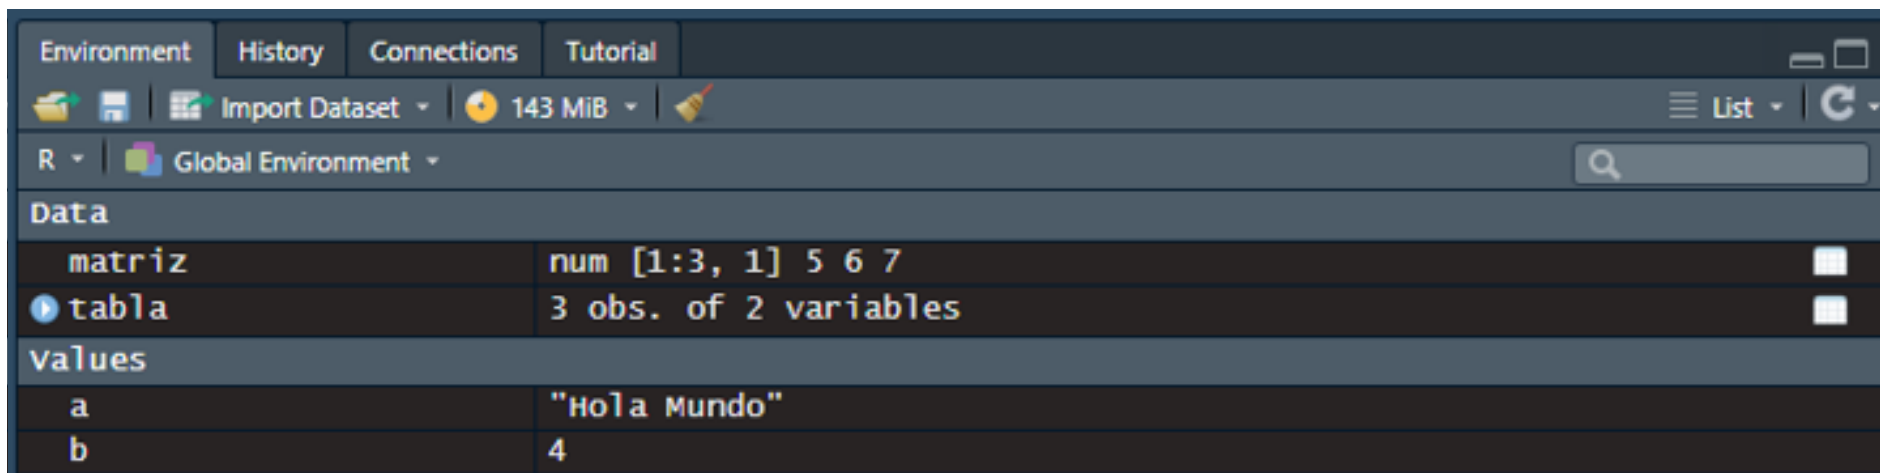 Environment History Connections Tutorial
Import Dataset 143 MiB List
R Global Environment
Data
matriz num [1:3, 1] 5 6 7
tabla 3 obs. of 2 variables
Values
a "Hola Mundo"
b 4